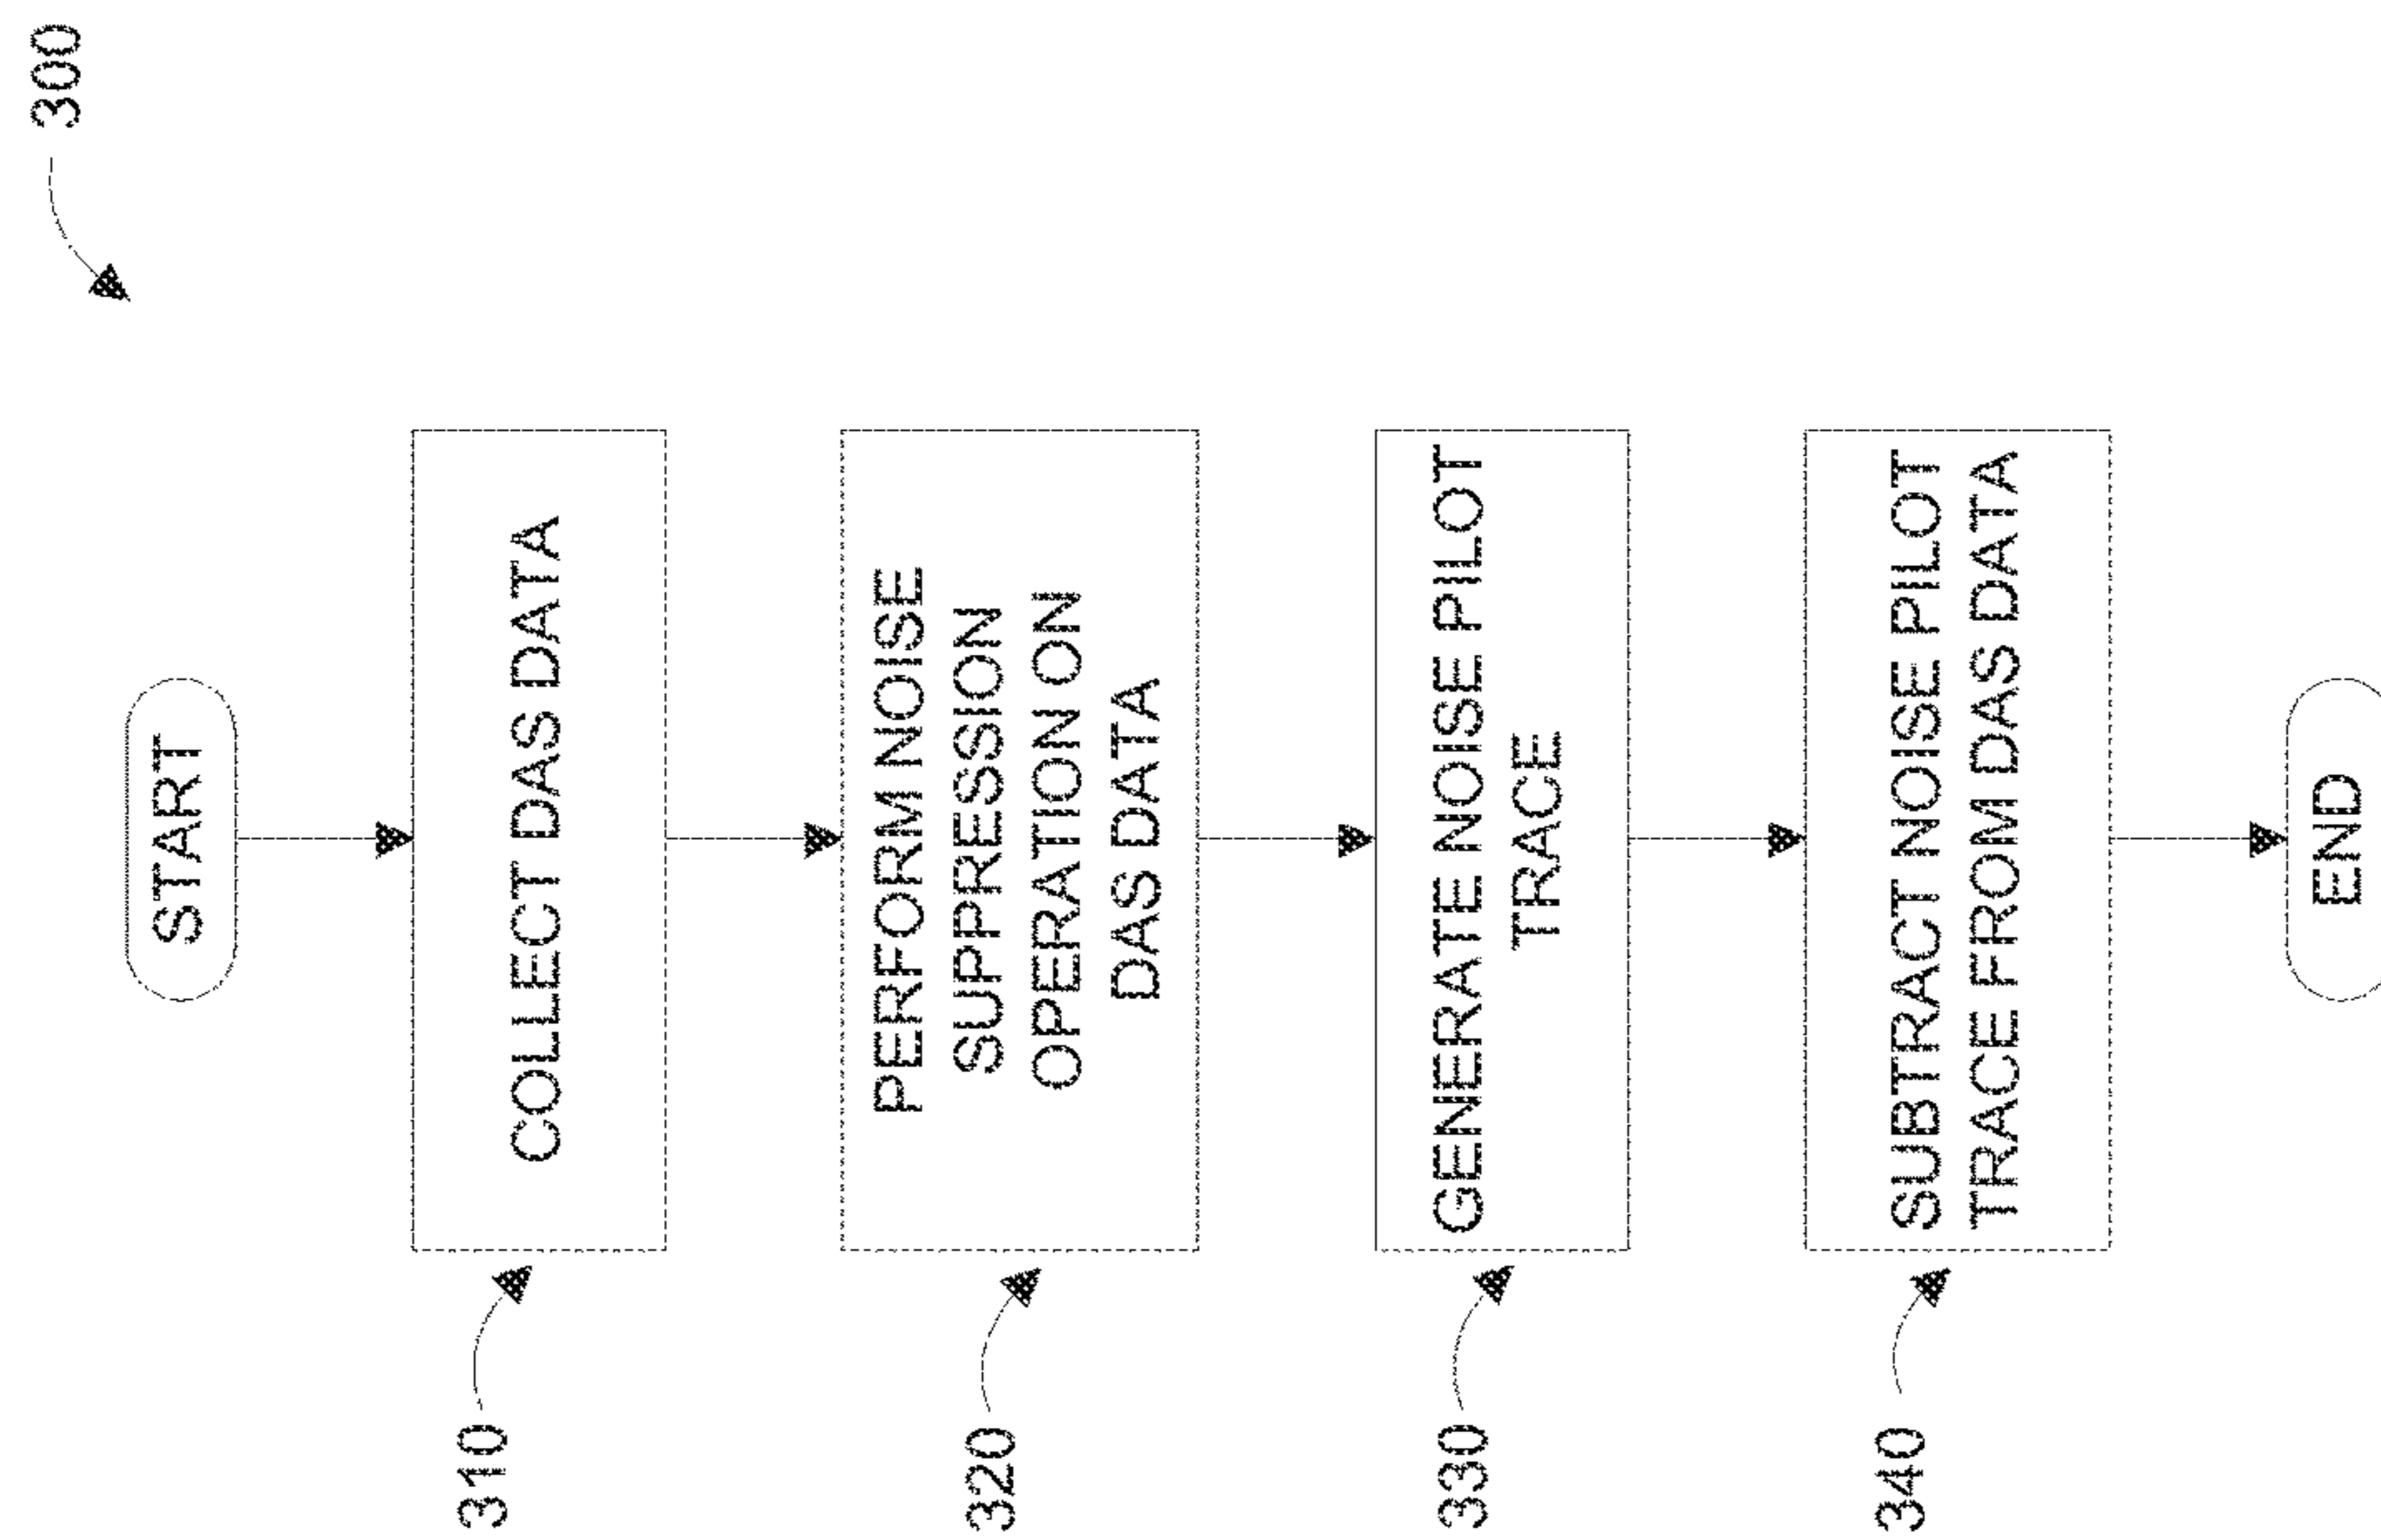 300
START
310
COLLECT DAS DATA
320
PERFORM NOISE
SUPPRESSION
OPERATION ON
DAS DATA
330
GENERATE NOISE PILOT
TRACE
340
SUBTRACT NOISE PILOT
TRACE FROM DAS DATA
END